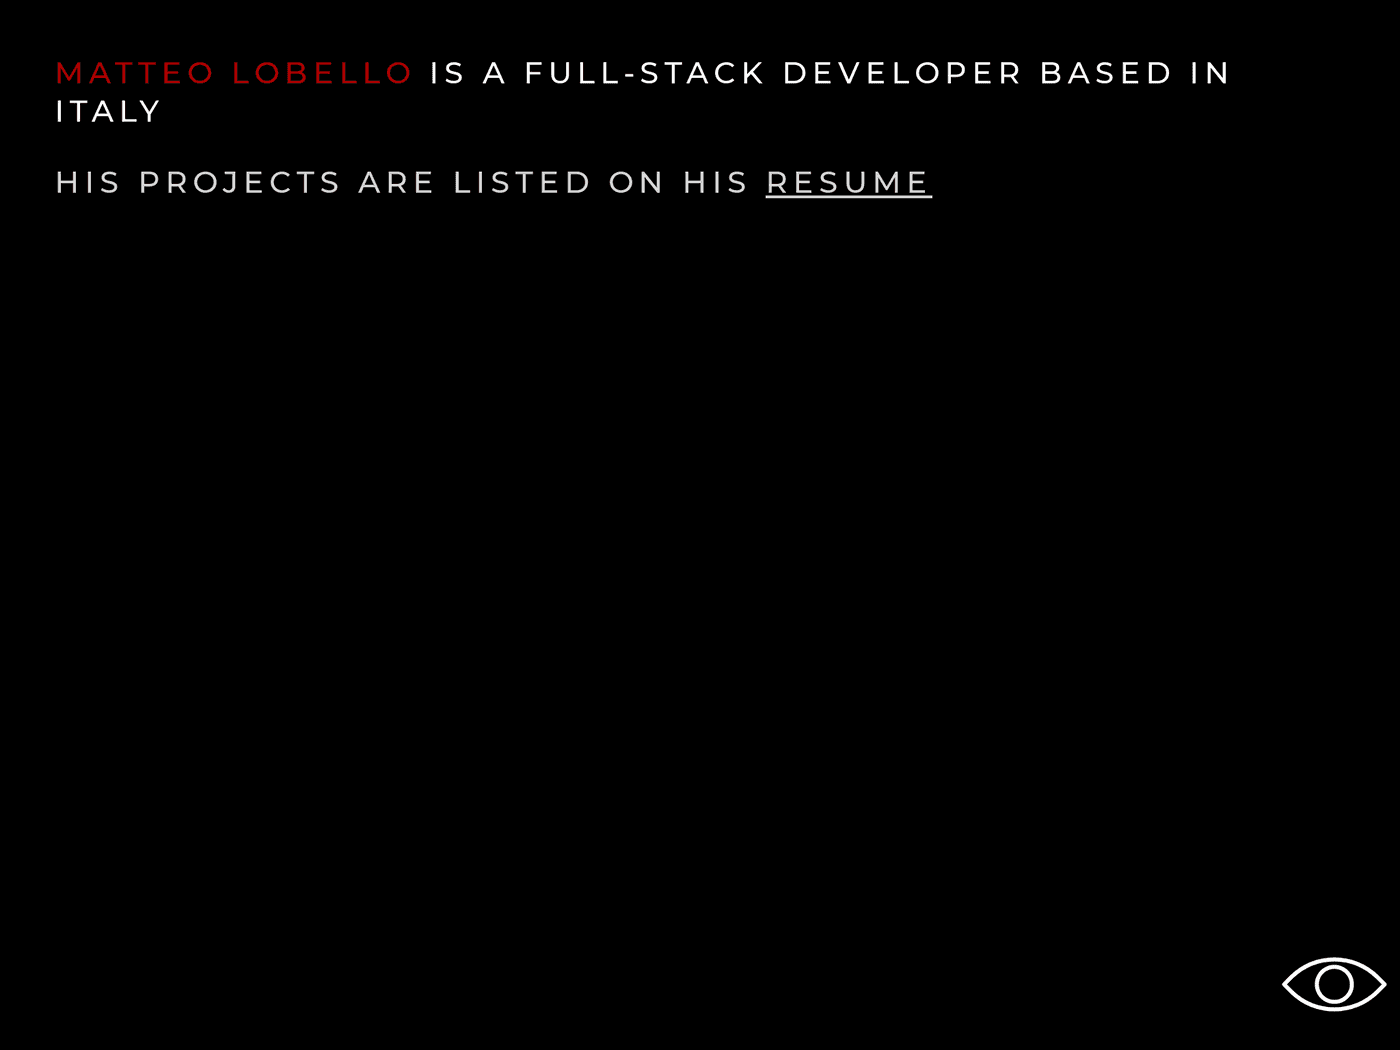 MATTEO LOBELLO IS A FULL-STACK DEVELOPER BASED IN
ITALY
HIS PROJECTS ARE LISTED ON HIS RESUME